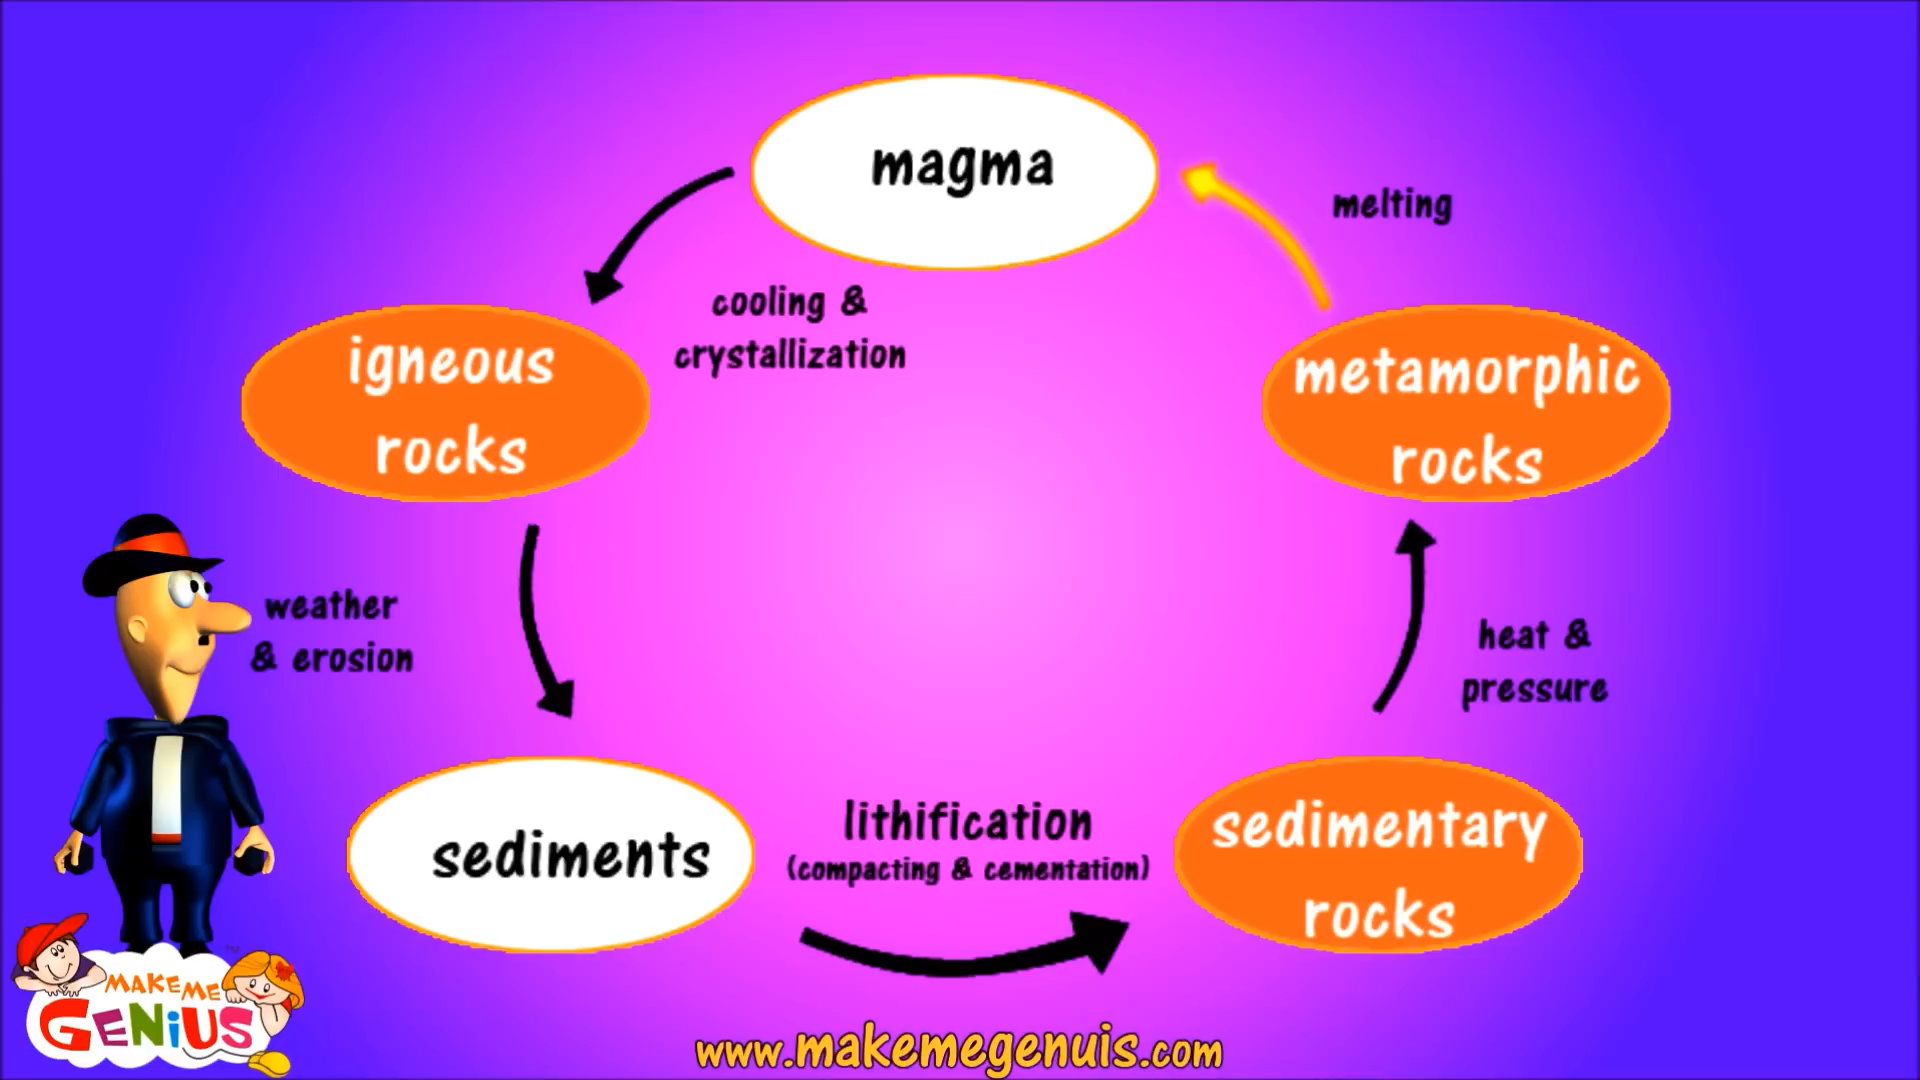 magma
melting
cooling &
crystallization
igneous
rocks
metamorphic
rocks
weather
& erosion
heat &
pressure
sediments
lithification
(compacting & cementation)
sedimentary
rocks
MAKE ME
GENiUS
™
www.makemegenuis.com